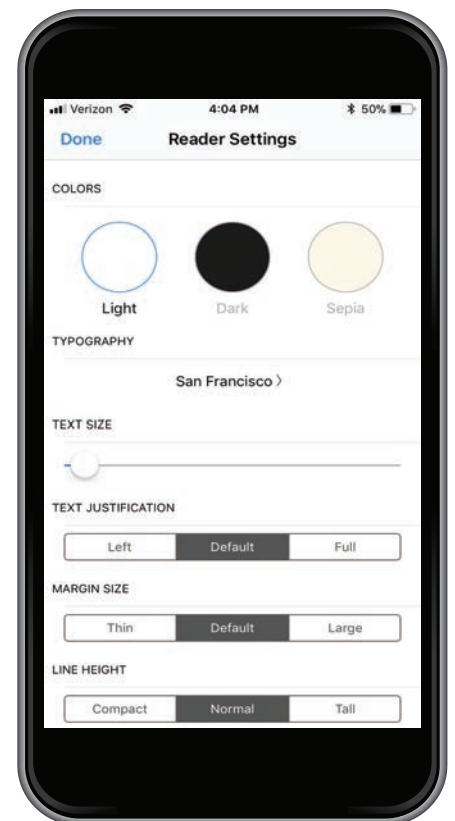 Verizon 4:04 PM 50%
Done Reader Settings
COLORS
Light Dark Sepia
TYPOGRAPHY
San Francisco >
TEXT SIZE
TEXT JUSTIFICATION
Left Default Full
MARGIN SIZE
Thin Default Large
LINE HEIGHT
Compact Normal Tall